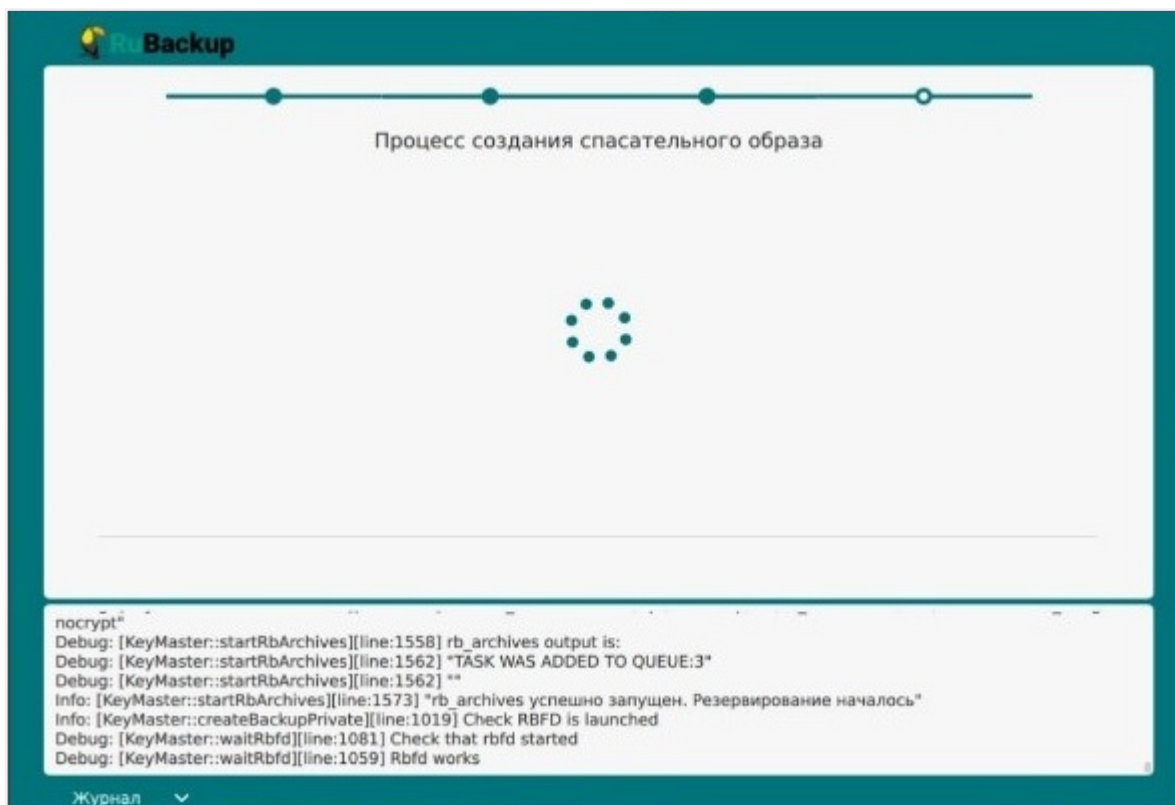 RuBackup
Процесс создания спасательного образа
nocrypt"
Debug: [KeyMaster::startRbArchives][line:1558] rb_archives output is:
Debug: [KeyMaster::startRbArchives][line:1562] "TASK WAS ADDED TO QUEUE:3"
Debug: [KeyMaster::startRbArchives][line:1562] ""
Info: [KeyMaster::startRbArchives][line:1573] "rb_archives успешно запущен. Резервирование началось"
Info: [KeyMaster::createBackupPrivate][line:1019] Check RBFD is launched
Debug: [KeyMaster::waitRbfd][line:1081] Check that rbfd started
Debug: [KeyMaster::waitRbfd][line:1059] Rbfd works
Журнал